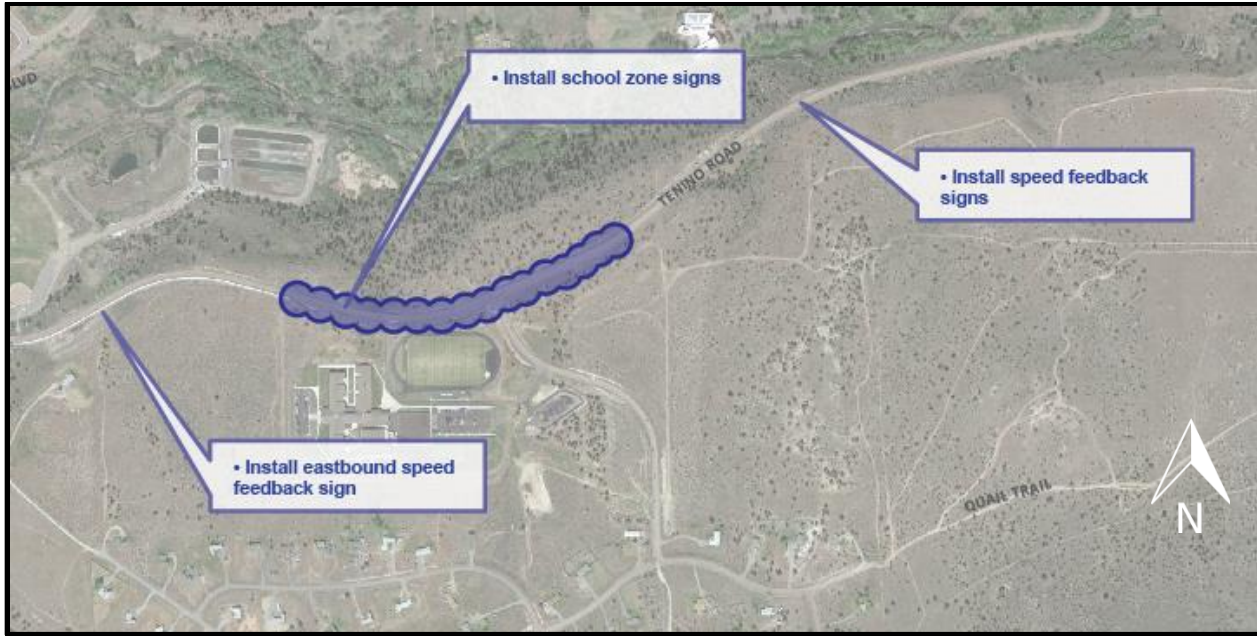 LVD
• Install school zone signs
TENINO ROAD
• Install speed feedback
signs
• Install eastbound speed
feedback sign
QUAIL TRAIL
N